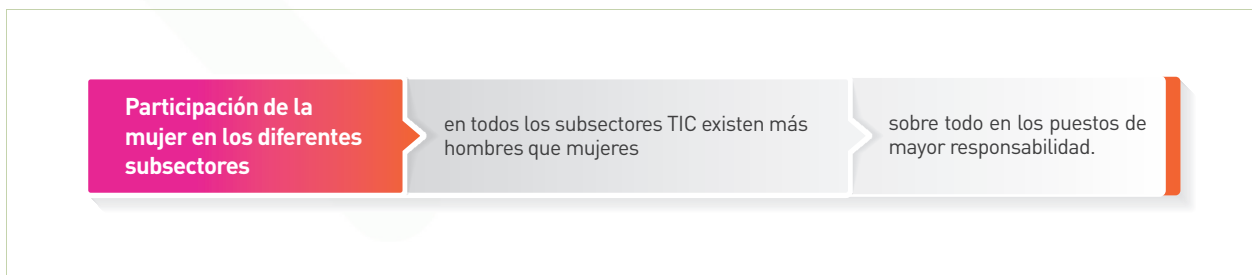 Participación de la
mujer en los diferentes
subsectores
en todos los subsectores TIC existen más
hombres que mujeres
sobre todo en los puestos de
mayor responsabilidad.